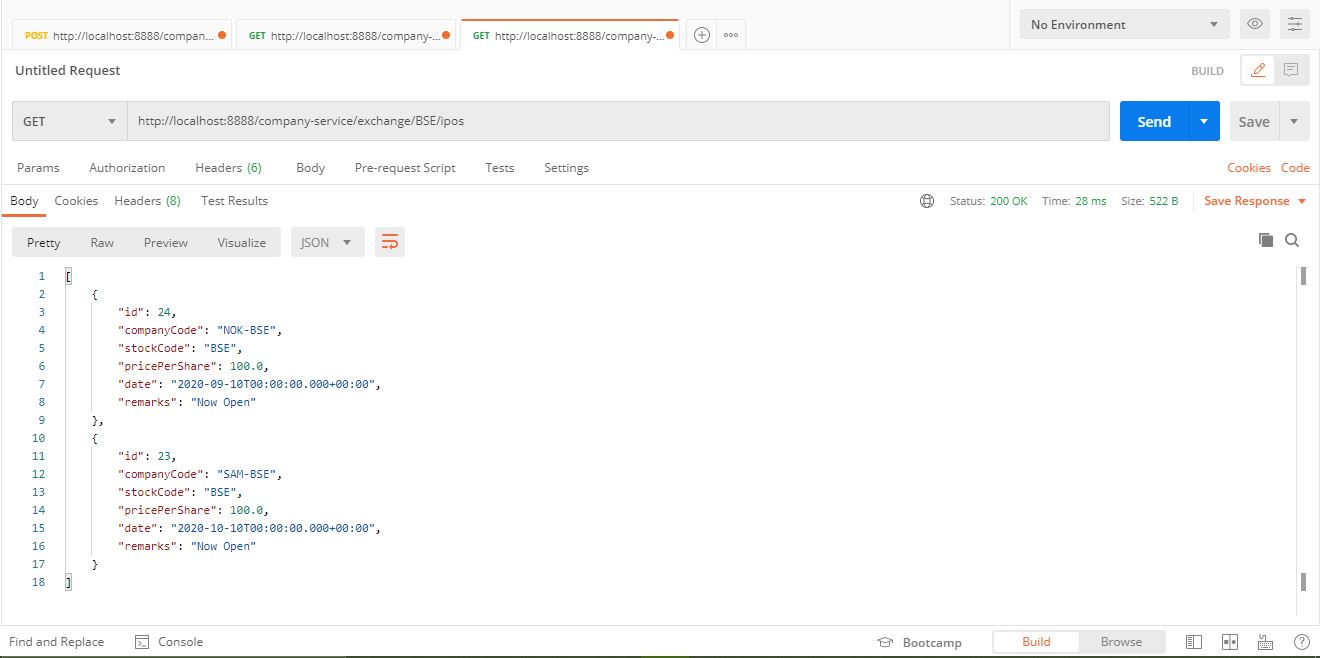 POST http://localhost:8888/compan... GET http://localhost:8888/company-... GET http://localhost:8888/company-... No Environment
Untitled Request BUILD
GET http://localhost:8888/company-service/exchange/BSE/ipos Send Save
Params Authorization Headers (6) Body Pre-request Script Tests Settings Cookies Code
Body Cookies Headers (8) Test Results Status: 200 OK Time: 28 ms Size: 522 B Save Response
Pretty Raw Preview Visualize JSON
1 [
2 {
3 "id": 24,
4 "companyCode": "NOK-BSE",
5 "stockCode": "BSE",
6 "pricePerShare": 100.0,
7 "date": "2020-09-10T00:00:00.000+00:00",
8 "remarks": "Now Open"
9 },
10 {
11 "id": 23,
12 "companyCode": "SAM-BSE",
13 "stockCode": "BSE",
14 "pricePerShare": 100.0,
15 "date": "2020-10-10T00:00:00.000+00:00",
16 "remarks": "Now Open"
17 }
18 ]
Find and Replace Console Bootcamp Build Browse